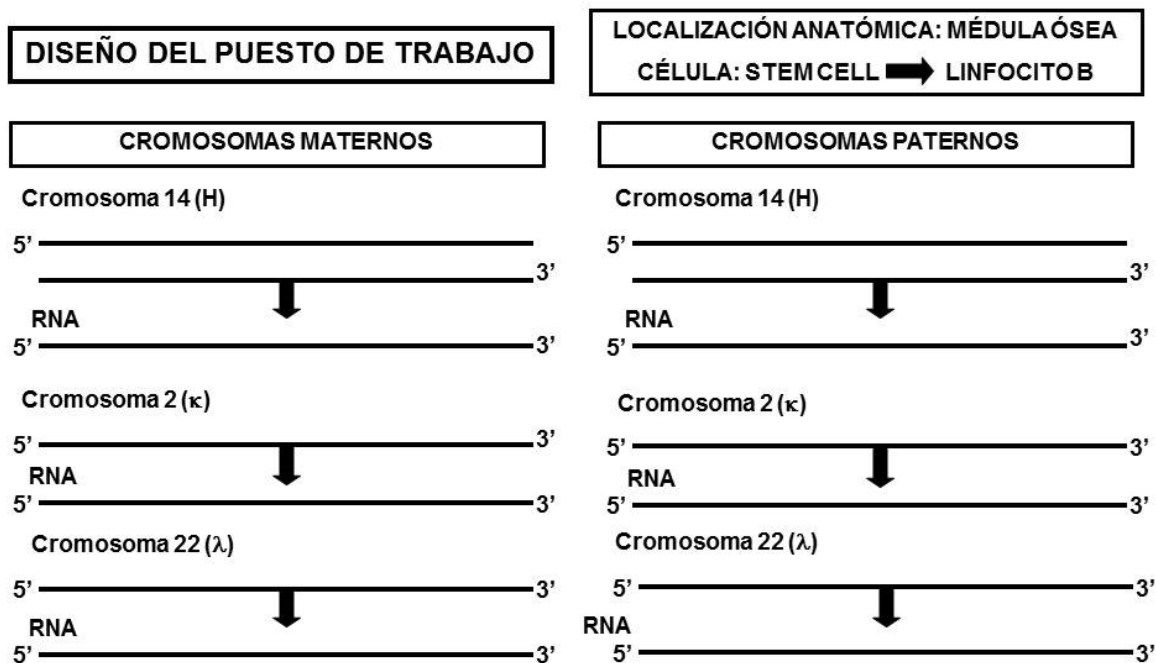 DISEÑO DEL PUESTO DE TRABAJO
LOCALIZACIÓN ANATÓMICA: MÉDULA ÓSEA
CÉLULA: STEM CELL LINFOCITO B
CROMOSOMAS MATERNOS
Cromosoma 14 (H)
5’
3’
RNA
5’ 3’
Cromosoma 2 (κ)
5’ 3’
RNA
5’ 3’
Cromosoma 22 (λ)
5’ 3’
RNA
5’ 3’
CROMOSOMAS PATERNOS
Cromosoma 14 (H)
5’
3’
RNA
5’ 3’
Cromosoma 2 (κ)
5’ 3’
RNA
5’ 3’
Cromosoma 22 (λ)
5’ 3’
RNA
5’ 3’